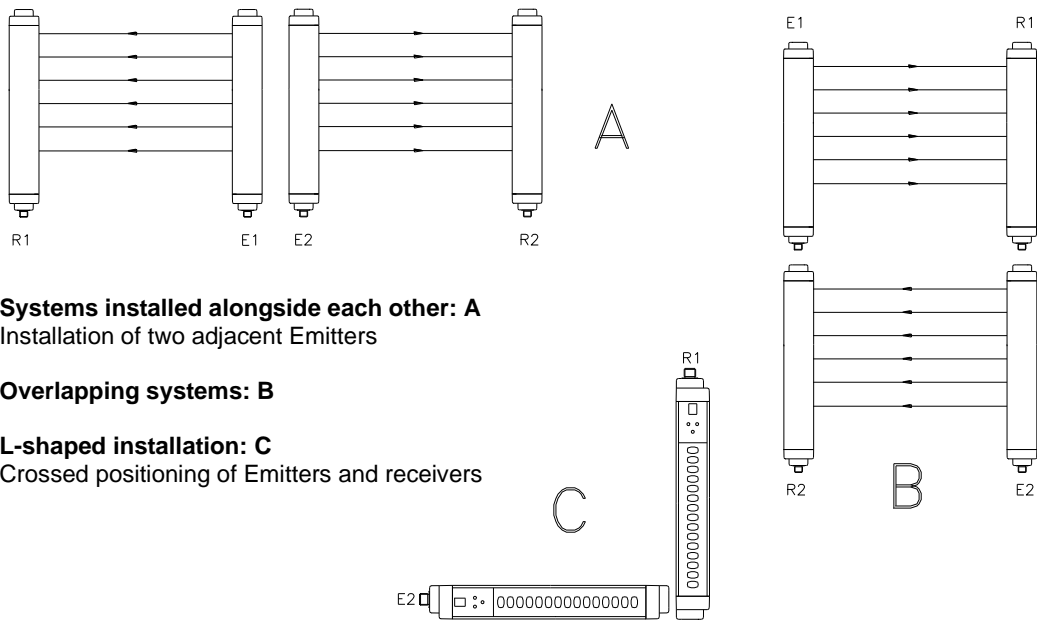 E1 R1
A
R1 E1 E2 R2
Systems installed alongside each other: A
Installation of two adjacent Emitters
Overlapping systems: B
L-shaped installation: C
Crossed positioning of Emitters and receivers
R1
R2 E2
B
C
E2